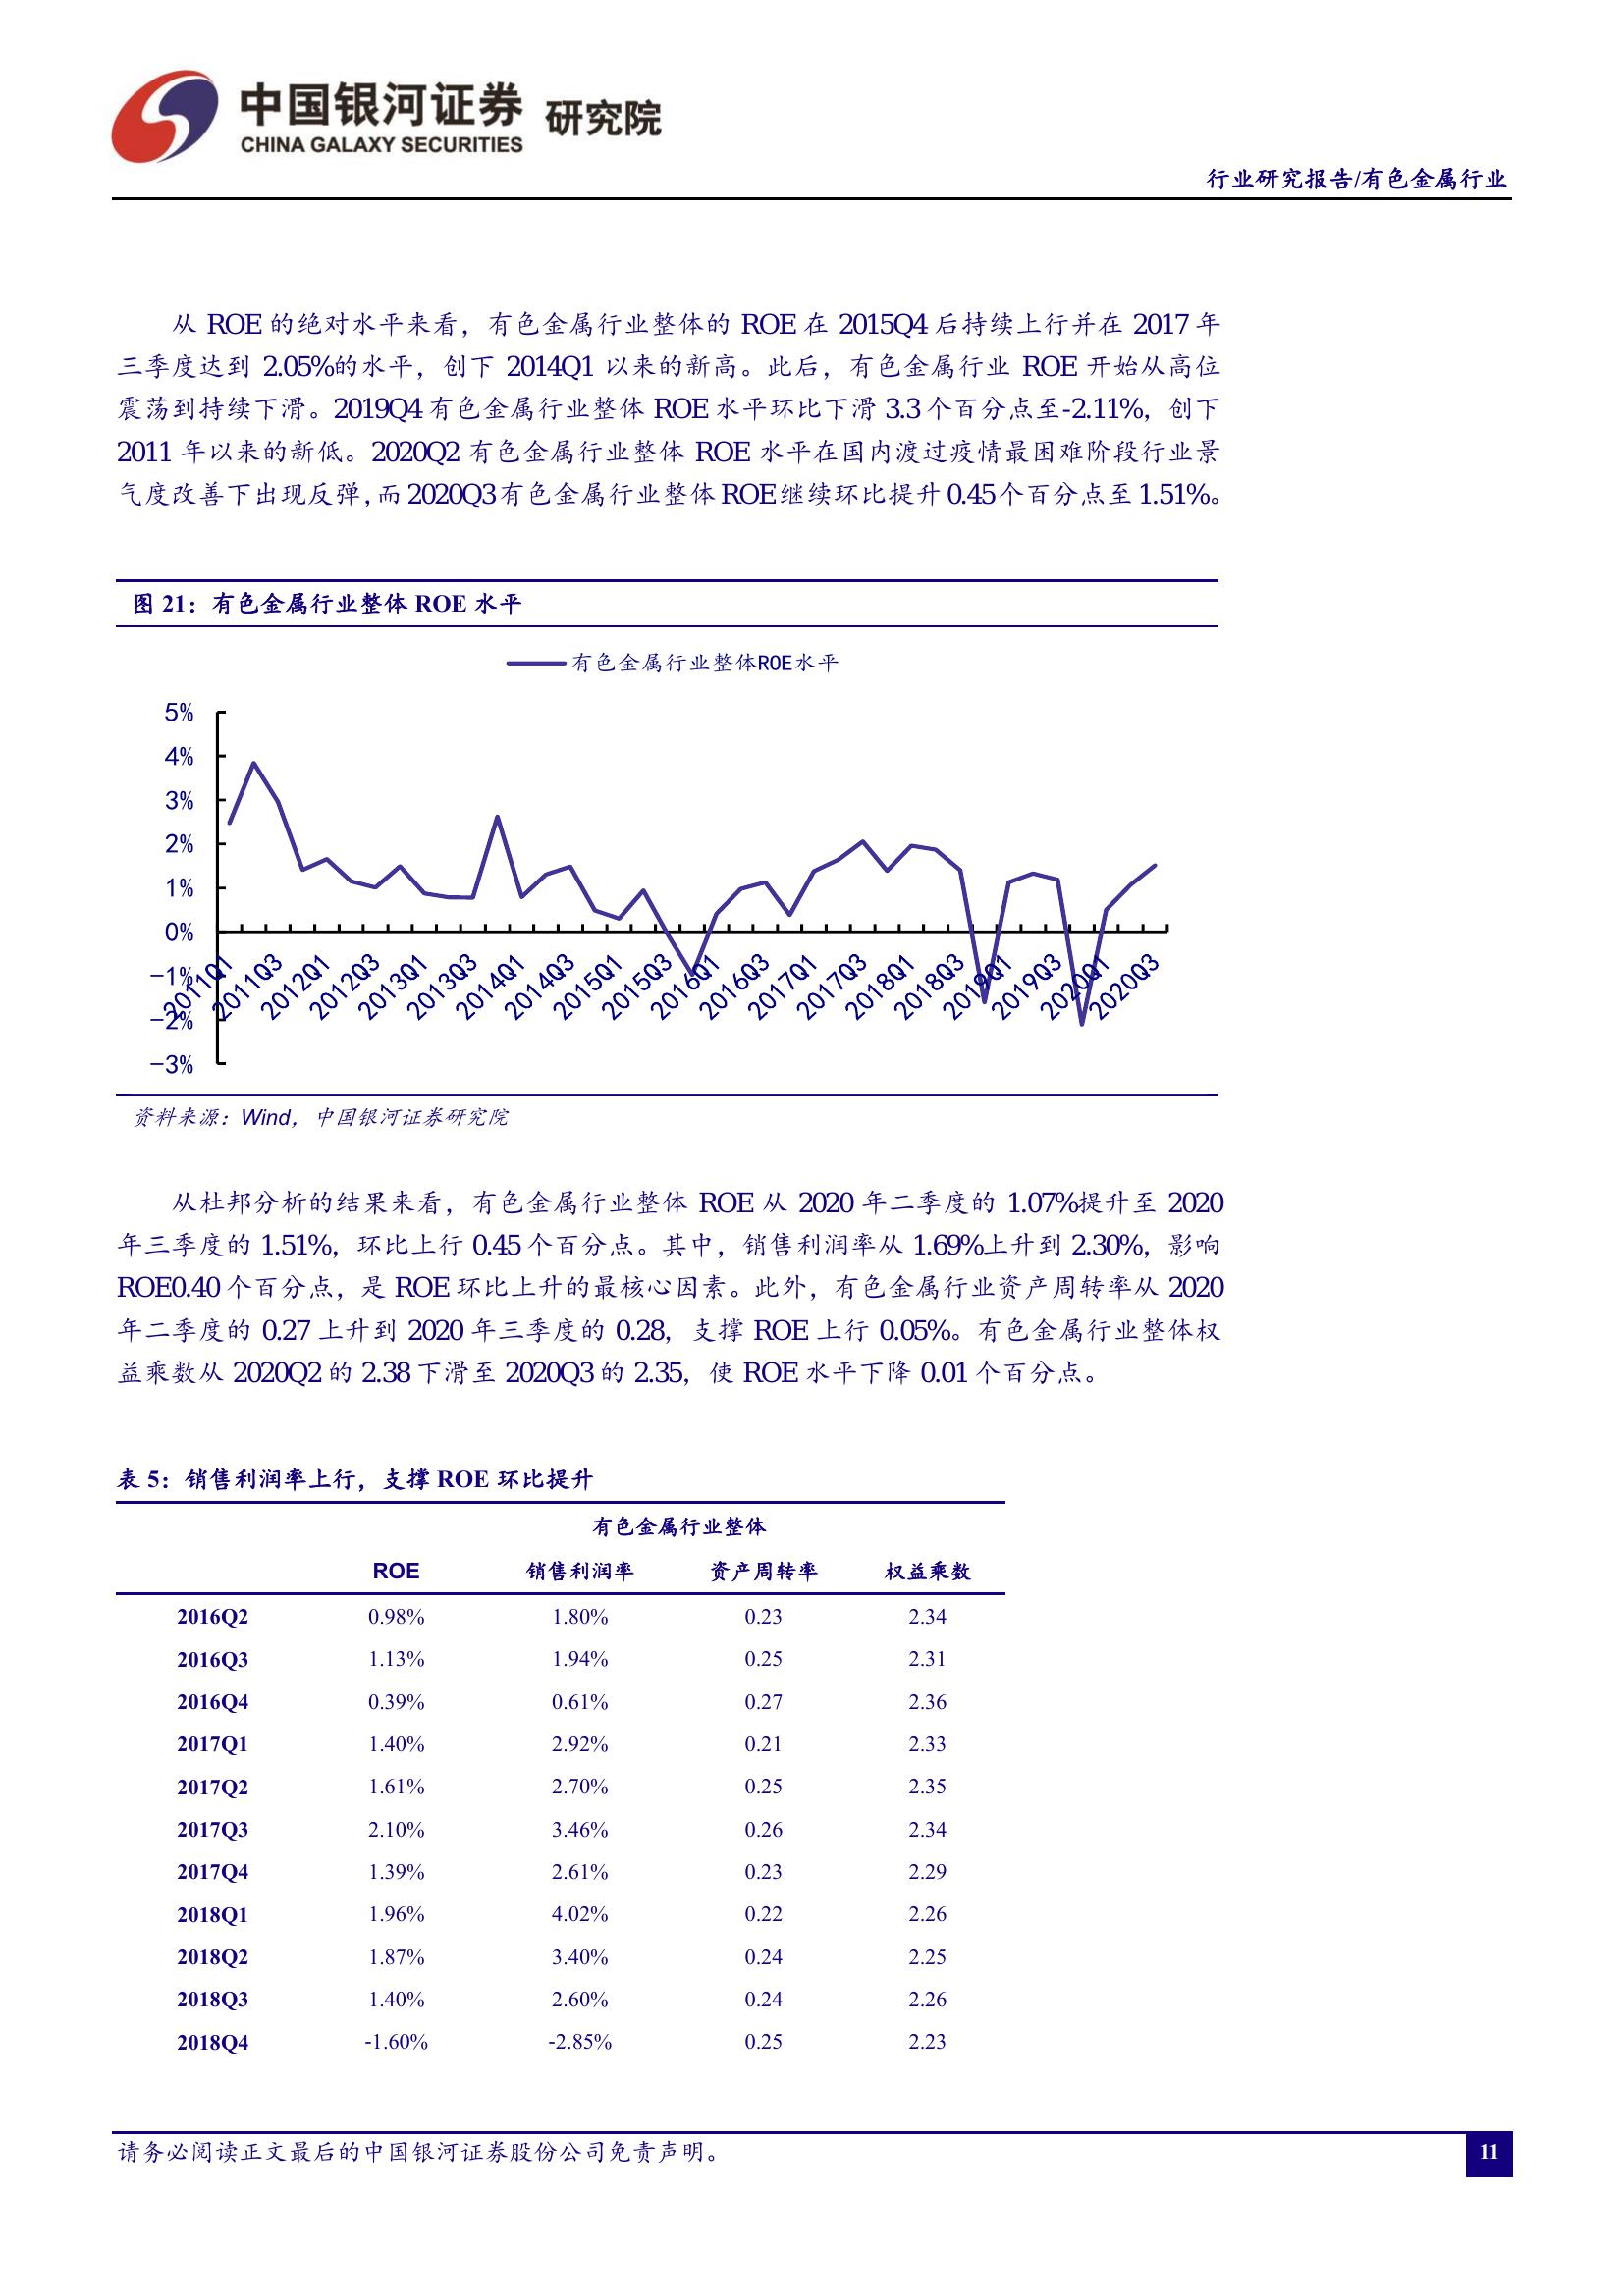 中国银河证券 研究院
CHINA GALAXY SECURITIES
行业研究报告/有色金属行业
从 ROE 的绝对水平来看，有色金属行业整体的 ROE 在 2015Q4 后持续上行并在 2017 年
三季度达到 2.05%的水平，创下 2014Q1 以来的新高。此后，有色金属行业 ROE 开始从高位
震荡到持续下滑。2019Q4 有色金属行业整体 ROE 水平环比下滑 3.3 个百分点至-2.11%，创下
2011 年以来的新低。2020Q2 有色金属行业整体 ROE 水平在国内渡过疫情最困难阶段行业景
气度改善下出现反弹，而 2020Q3 有色金属行业整体 ROE 继续环比提升 0.45 个百分点至 1.51%。
图 21：有色金属行业整体 ROE 水平
有色金属行业整体ROE水平
5%
4%
3%
2%
1%
0%
-1%
-2%
-3%
2011Q1 2011Q3 2012Q1 2012Q3 2013Q1 2013Q3 2014Q1 2014Q3 2015Q1 2015Q3 2016Q1 2016Q3 2017Q1 2017Q3 2018Q1 2018Q3 2019Q1 2019Q3 2020Q1 2020Q3
资料来源：Wind，中国银河证券研究院
从杜邦分析的结果来看，有色金属行业整体 ROE 从 2020 年二季度的 1.07%提升至 2020
年三季度的 1.51%，环比上行 0.45 个百分点。其中，销售利润率从 1.69%上升到 2.30%，影响
ROE0.40 个百分点，是 ROE 环比上升的最核心因素。此外，有色金属行业资产周转率从 2020
年二季度的 0.27 上升到 2020 年三季度的 0.28，支撑 ROE 上行 0.05%。有色金属行业整体权
益乘数从 2020Q2 的 2.38 下滑至 2020Q3 的 2.35，使 ROE 水平下降 0.01 个百分点。
表 5：销售利润率上行，支撑 ROE 环比提升
有色金属行业整体
ROE 销售利润率 资产周转率 权益乘数
2016Q2 0.98% 1.80% 0.23 2.34
2016Q3 1.13% 1.94% 0.25 2.31
2016Q4 0.39% 0.61% 0.27 2.36
2017Q1 1.40% 2.92% 0.21 2.33
2017Q2 1.61% 2.70% 0.25 2.35
2017Q3 2.10% 3.46% 0.26 2.34
2017Q4 1.39% 2.61% 0.23 2.29
2018Q1 1.96% 4.02% 0.22 2.26
2018Q2 1.87% 3.40% 0.24 2.25
2018Q3 1.40% 2.60% 0.24 2.26
2018Q4 -1.60% -2.85% 0.25 2.23
请务必阅读正文最后的中国银河证券股份公司免责声明。
11